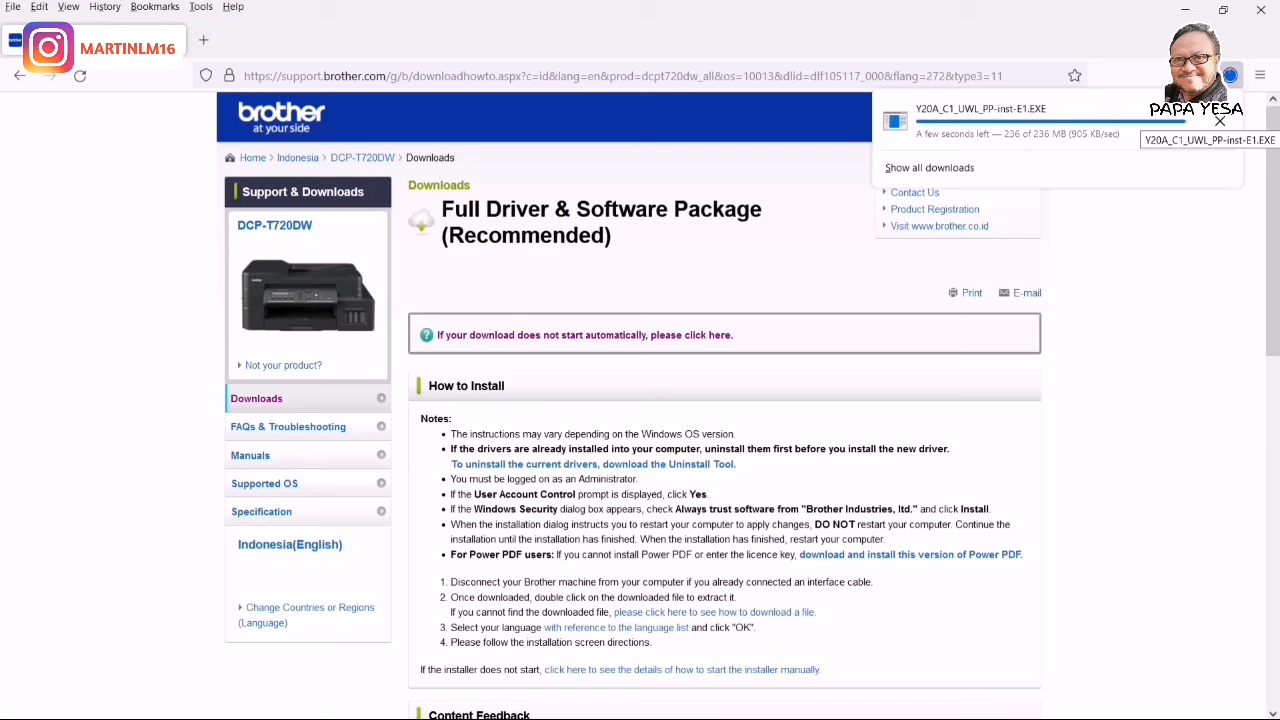 File Edit View History Bookmarks Tools Help
MARTINLM16
https://support.brother.com/g/b/downloadhowto.aspx?c=id&lang=en&prod=dcpt720dw_all&os=10013&dlid=dlf105117_000&flang=272&type3=11
PAPA YESA
Y20A_C1_UWL_PP-inst-E1.EXE
A few seconds left — 236 of 236 MB (905 KB/sec)
Y20A_C1_UWL_PP-inst-E1.EXE
Show all downloads
brother
at your side
Home Indonesia DCP-T720DW Downloads
Contact Us
Product Registration
Visit www.brother.co.id
Support & Downloads
DCP-T720DW
Not your product?
Downloads
FAQs & Troubleshooting
Manuals
Supported OS
Specification
Indonesia(English)
Change Countries or Regions
(Language)
Downloads
Full Driver & Software Package
(Recommended)
Print E-mail
If your download does not start automatically, please click here.
How to Install
Notes:
• The instructions may vary depending on the Windows OS version.
• If the drivers are already installed into your computer, uninstall them first before you install the new driver.
To uninstall the current drivers, download the Uninstall Tool.
• You must be logged on as an Administrator.
• If the User Account Control prompt is displayed, click Yes.
• If the Windows Security dialog box appears, check Always trust software from "Brother Industries, ltd." and click Install.
• When the installation dialog instructs you to restart your computer to apply changes, DO NOT restart your computer. Continue the
installation until the installation has finished. When the installation has finished, restart your computer.
• For Power PDF users: If you cannot install Power PDF or enter the licence key, download and install this version of Power PDF.
1. Disconnect your Brother machine from your computer if you already connected an interface cable.
2. Once downloaded, double click on the downloaded file to extract it.
If you cannot find the downloaded file, please click here to see how to download a file.
3. Select your language with reference to the language list and click "OK".
4. Please follow the installation screen directions.
If the installer does not start, click here to see the details of how to start the installer manually.
Content Feedback